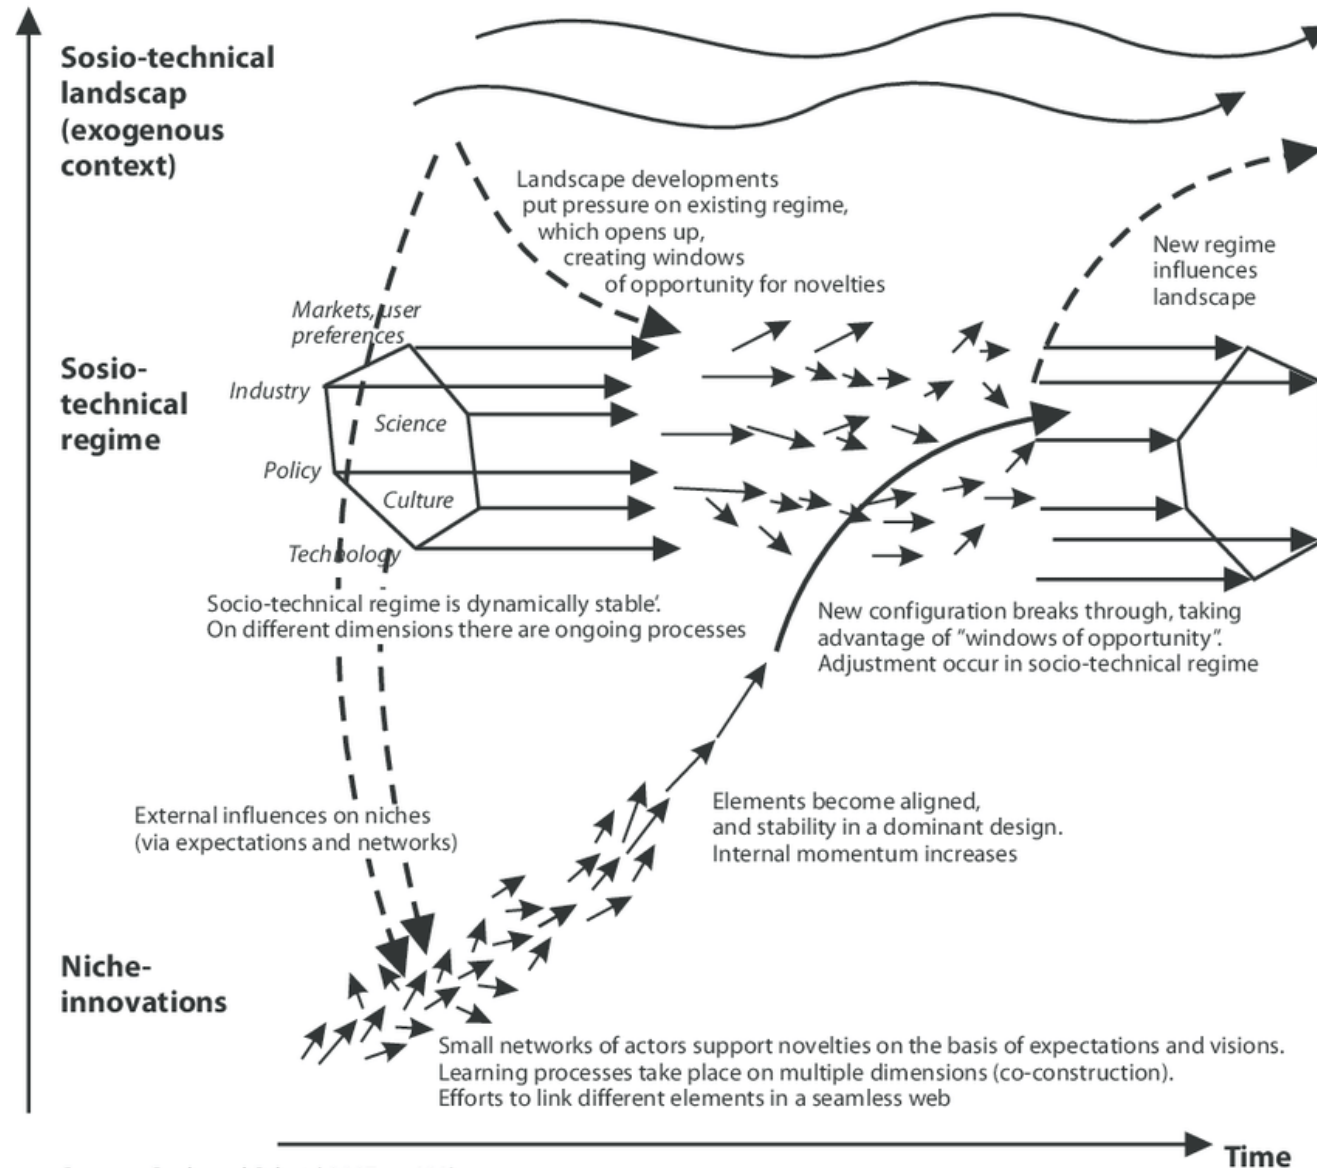 Sosio-technical
landscap
(exogenous
context)
Landscape developments
put pressure on existing regime,
which opens up,
creating windows
of opportunity for novelties
New regime
influences
landscape
Markets, user
preferences
Sosio-
technical
regime
Industry
Science
Policy
Culture
Technology
Socio-technical regime is dynamically stable'.
On different dimensions there are ongoing processes
New configuration breaks through, taking
advantage of "windows of opportunity".
Adjustment occur in socio-technical regime
External influences on niches
(via expectations and networks)
Elements become aligned,
and stability in a dominant design.
Internal momentum increases
Niche-
innovations
Small networks of actors support novelties on the basis of expectations and visions.
Learning processes take place on multiple dimensions (co-construction).
Efforts to link different elements in a seamless web
Time